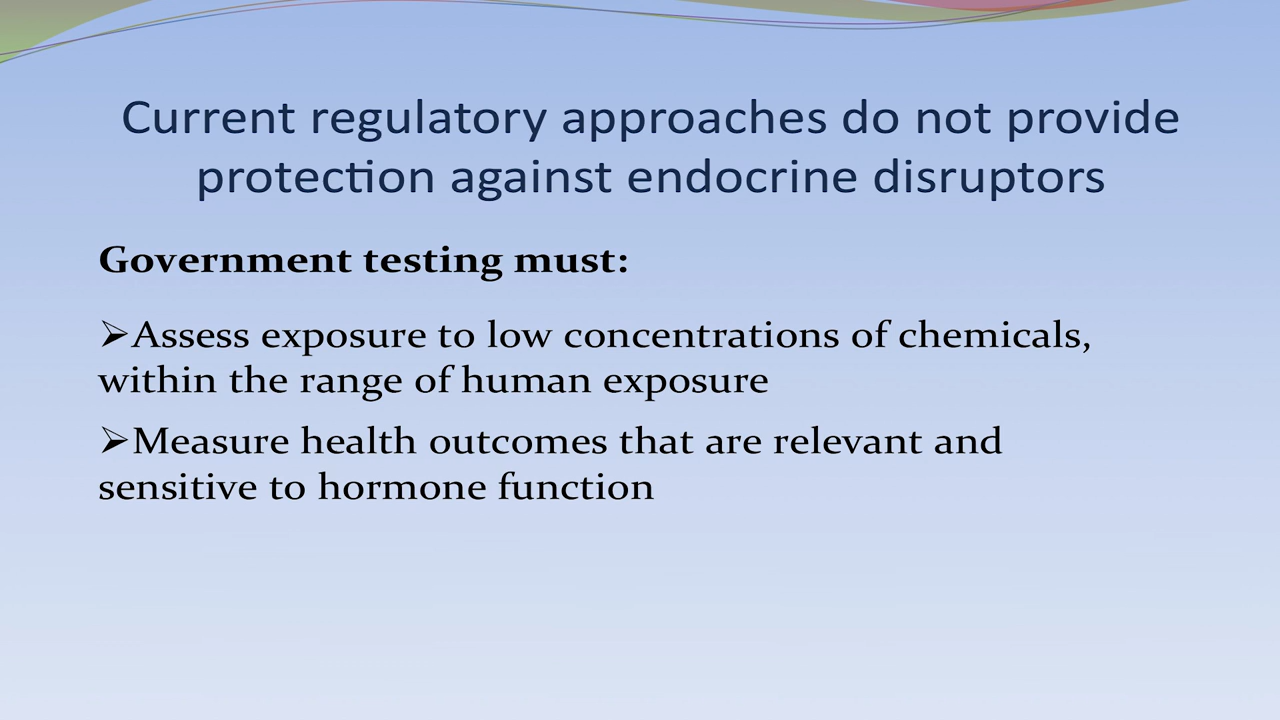 Current regulatory approaches do not provide
protection against endocrine disruptors
Government testing must:
➢Assess exposure to low concentrations of chemicals,
within the range of human exposure
➢Measure health outcomes that are relevant and
sensitive to hormone function